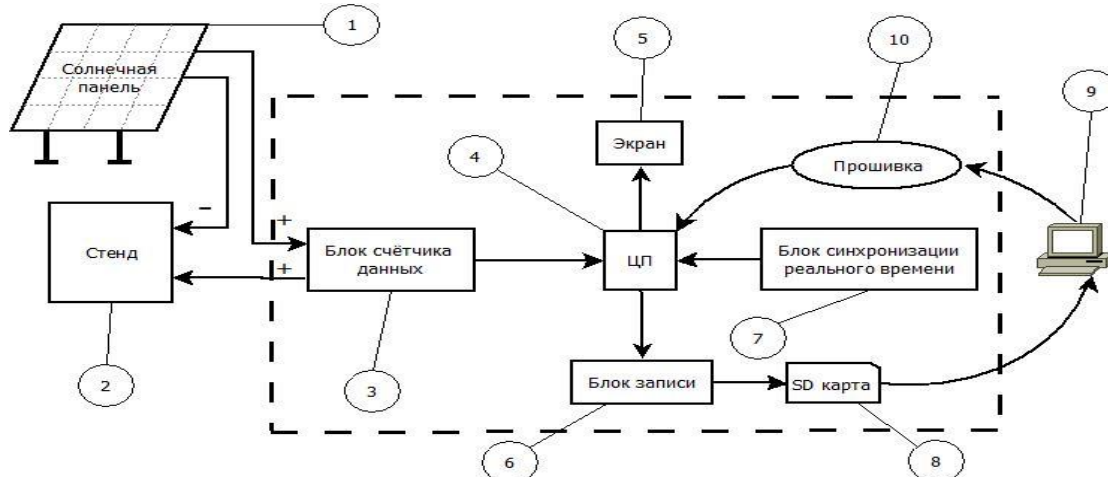 1
5
10
9
Солнечная
панель
4
Экран
Прошивка
−
+
Стенд
+
Блок счётчика
данных
ЦП
Блок синхронизации
реального времени
2
3
7
Блок записи
SD карта
6
8